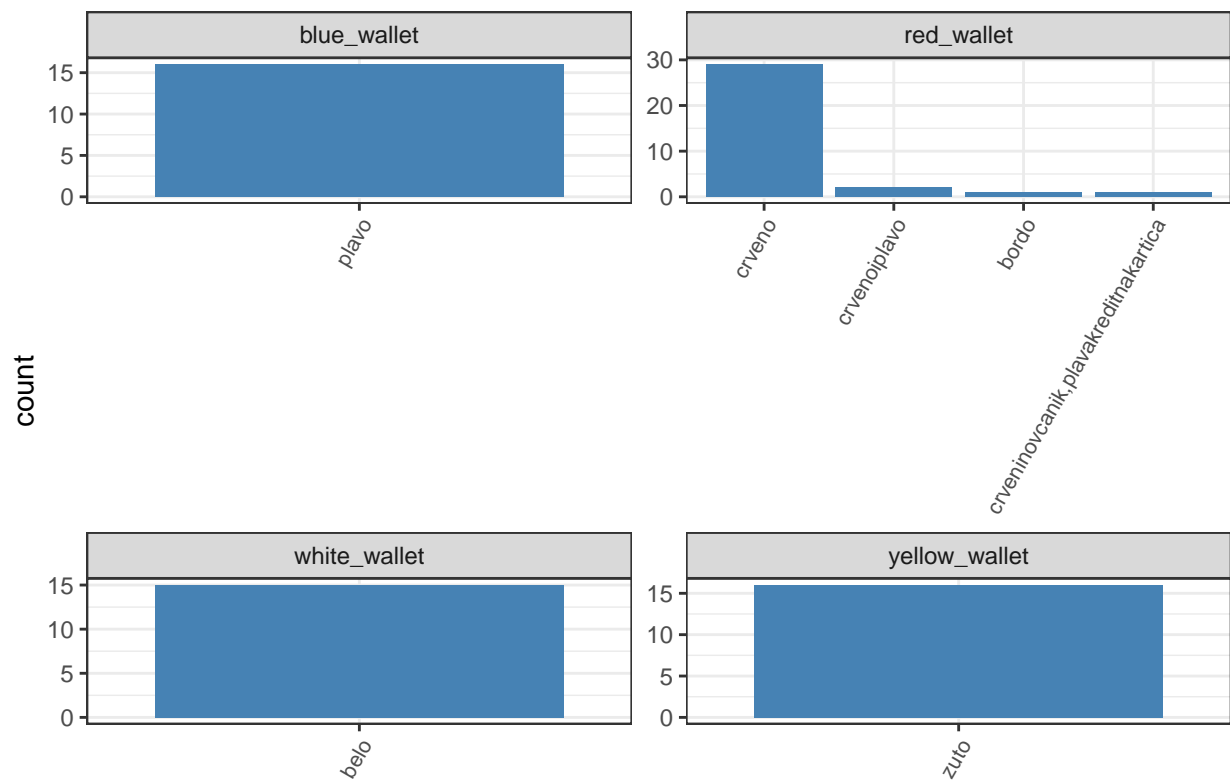 blue_wallet
15
10
5
0
plavo
red_wallet
30
20
10
0
crveno
crvenoiplavo
bordo
crveninovcanik,plavakreditnakartica
count
white_wallet
15
10
5
0
belo
yellow_wallet
15
10
5
0
zuto